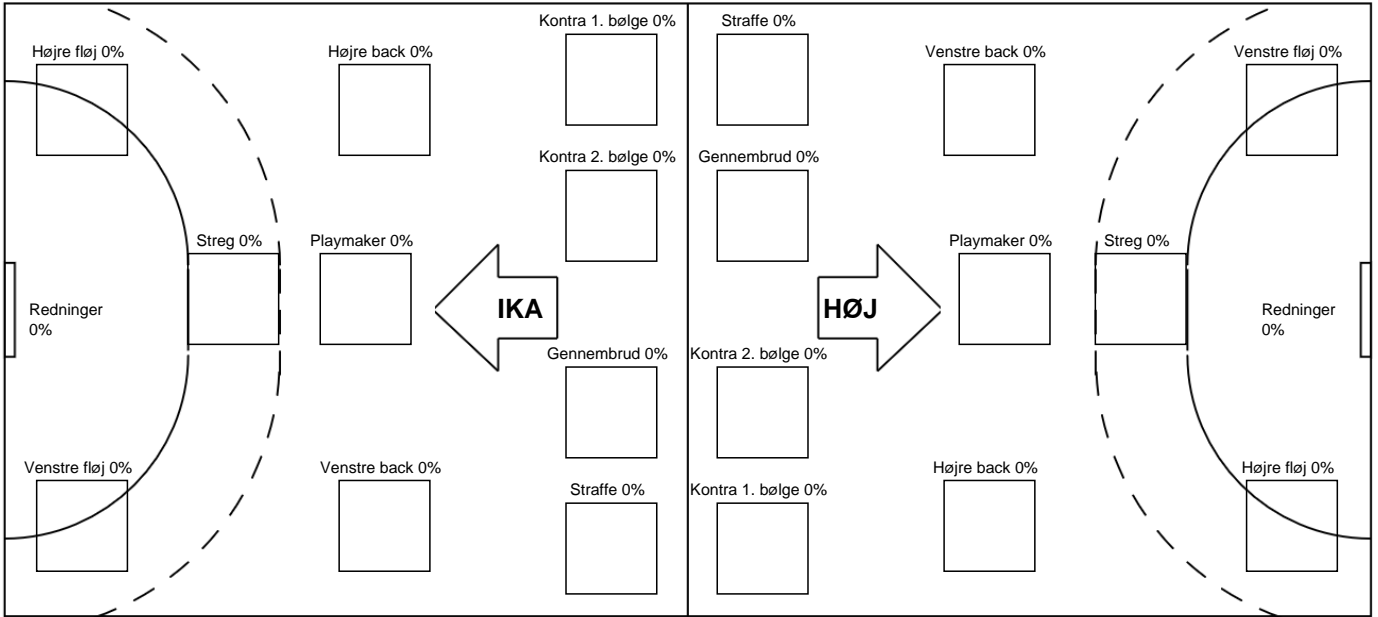 Kontra 1. bølge 0%
Straffe 0%
Højre fløj 0%
Højre back 0%
Venstre back 0%
Venstre fløj 0%
Kontra 2. bølge 0%
Gennembrud 0%
Streg 0%
Playmaker 0%
Playmaker 0%
Streg 0%
Redninger
0%
IKA
HØJ
Redninger
0%
Gennembrud 0%
Kontra 2. bølge 0%
Venstre fløj 0%
Venstre back 0%
Straffe 0%
Kontra 1. bølge 0%
Højre back 0%
Højre fløj 0%